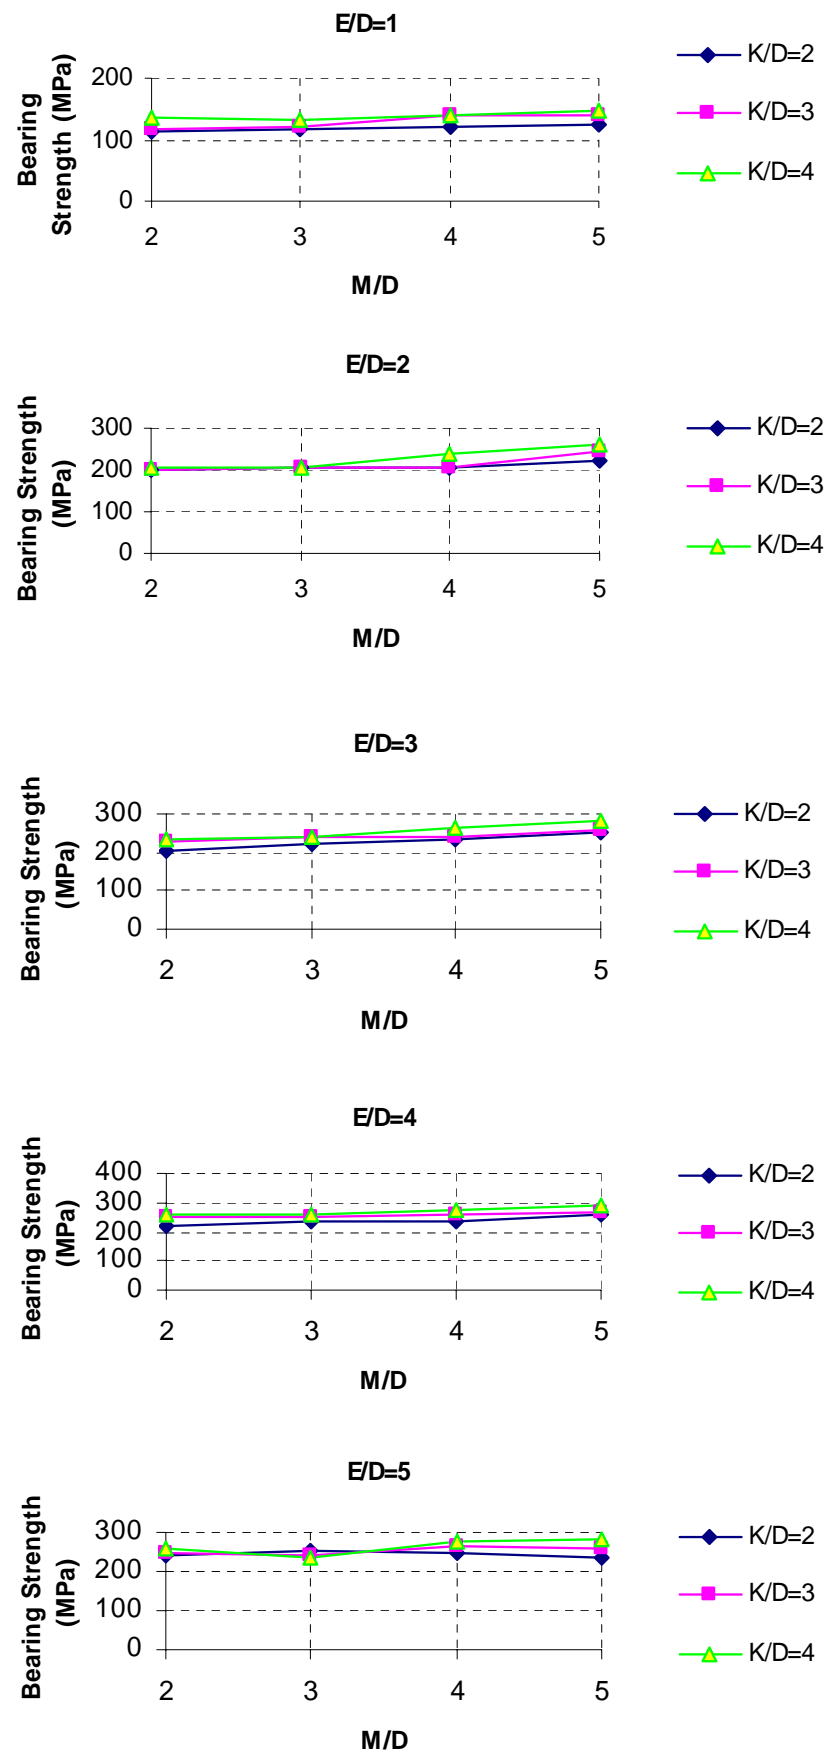 E/D=1
Bearing
Strength (MPa)
200
100
0
2 3 4 5
M/D
K/D=2
K/D=3
K/D=4
E/D=2
Bearing Strength
(MPa)
300
200
100
0
2 3 4 5
M/D
K/D=2
K/D=3
K/D=4
E/D=3
Bearing Strength
(MPa)
300
200
100
0
2 3 4 5
M/D
K/D=2
K/D=3
K/D=4
E/D=4
Bearing Strength
(MPa)
400
300
200
100
0
2 3 4 5
M/D
K/D=2
K/D=3
K/D=4
E/D=5
Bearing Strength
(MPa)
300
200
100
0
2 3 4 5
M/D
K/D=2
K/D=3
K/D=4